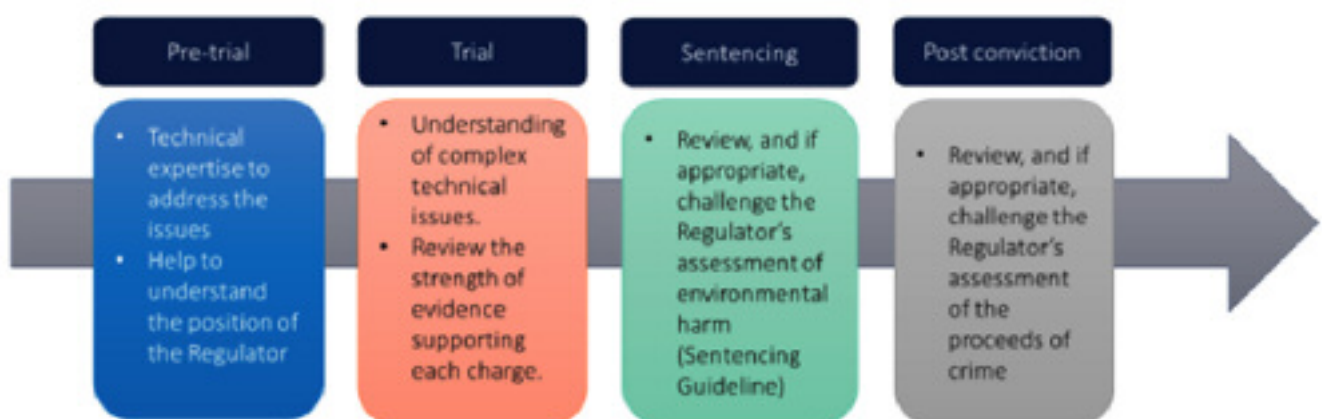 Pre-trial
• Technical
expertise to
address the
issues
• Help to
understand
the position of
the Regulator
Trial
• Understanding
of complex
technical
issues.
• Review the
strength of
evidence
supporting
each charge.
Sentencing
• Review, and if
appropriate,
challenge the
Regulator's
assessment of
environmental
harm
(Sentencing
Guideline)
Post conviction
• Review, and if
appropriate,
challenge the
Regulator's
assessment
of the
proceeds of
crime